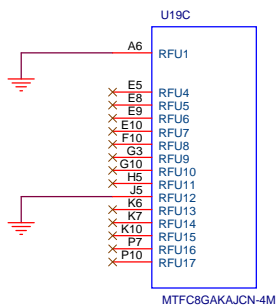 U19C
A6 RFU1
E5 RFU4
E8 RFU5
E9 RFU6
E10 RFU7
F10 RFU8
G3 RFU9
G10 RFU10
H5 RFU11
J5 RFU12
K6 RFU13
K7 RFU14
K10 RFU15
P7 RFU16
P10 RFU17
MTFC8GAKAJCN-4M